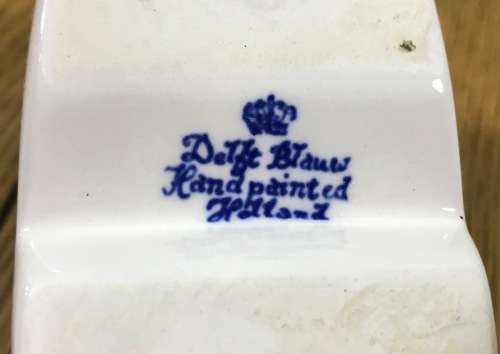 Delft Blauw
Handpainted
Holland